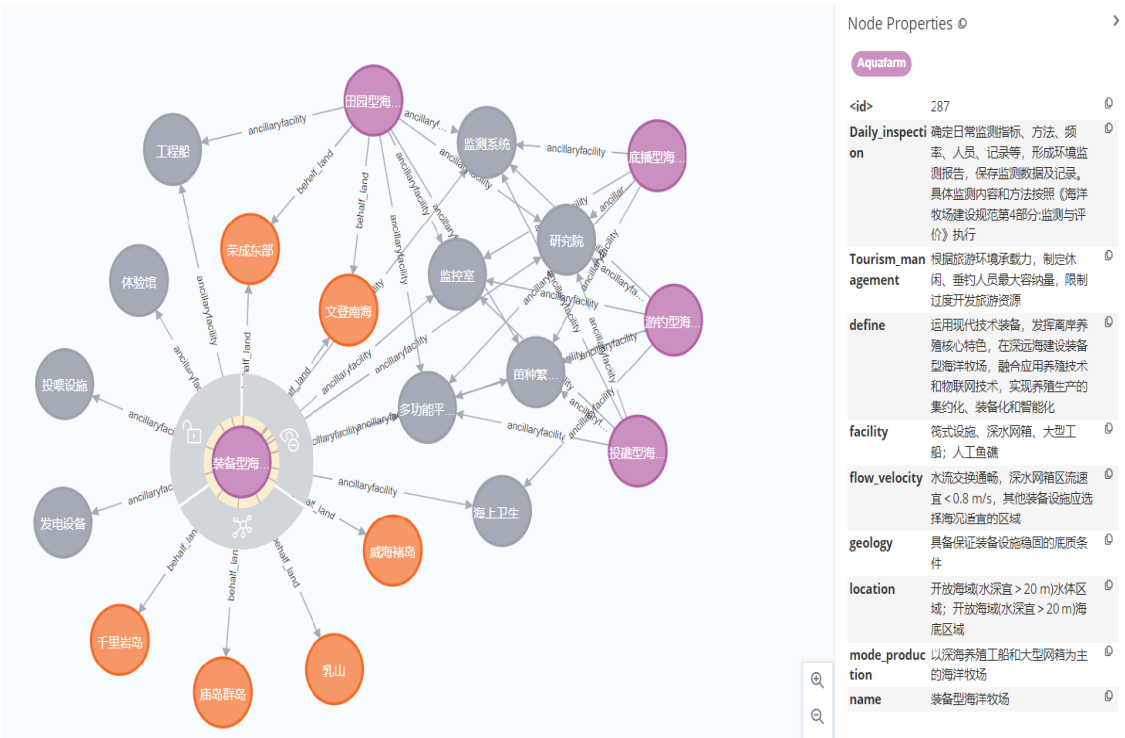 田园型海...
工程船
监测系统
底播型海...
荣成东部
研究院
体验馆
监控室
文登南海
游钓型海...
投喂设施
苗种繁...
多功能平...
装备型海...
投礁型海...
发电设备
海上卫生
威海褚岛
千里岩岛
庙岛群岛
乳山
ancillaryfacility
ancillaryf...
ancillaryfacility
behalf_land
behalf_land
ancillaryfacility
ancillaryfacility
ancillaryfacility
ancillaryfacility
ancillaryfacility
ancillaryfacility
ancillaryfacility
ancillaryfacility
behalf_land
Node Properties
Aquafarm
<id> 287
Daily_inspecti 确定日常监测指标、方法、频
on 率、人员、记录等，形成环境监
测报告，保存监测数据及记录。
具体监测内容和方法按照《海洋
牧场建设规范第4部分:监测与评
价》执行
Tourism_man 根据旅游环境承载力，制定休
agement 闲、垂钓人员最大容纳量，限制
过度开发旅游资源
define 运用现代技术装备，发挥离岸养
殖核心特色，在深远海建设装备
型海洋牧场，融合应用养殖技术
和物联网技术，实现养殖生产的
集约化、装备化和智能化
facility 筏式设施、深水网箱、大型工
船；人工鱼礁
flow_velocity 水流交换通畅，深水网箱区流速
宜＜0.8 m/s，其他装备设施应选
择海况适宜的区域
geology 具备保证装备设施稳固的底质条
件
location 开放海域(水深宜＞20 m)水体区
域；开放海域(水深宜＞20 m)海
底区域
mode_produc 以深海养殖工船和大型网箱为主
tion 的海洋牧场
name 装备型海洋牧场